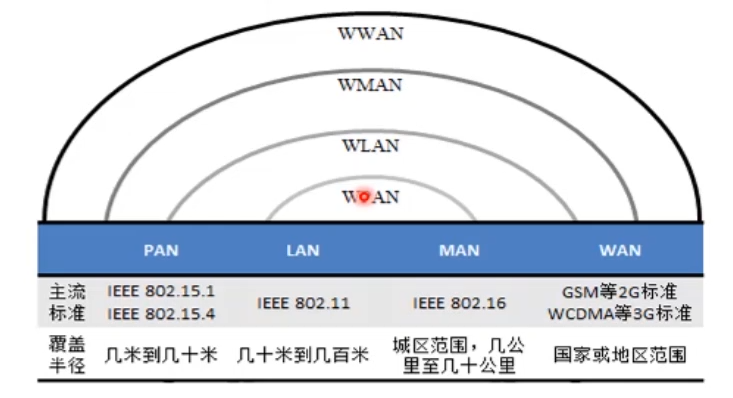 WWAN
WMAN
WLAN
PAN LAN MAN WAN
主流标准 IEEE 802.15.1 IEEE 802.15.4 IEEE 802.11 IEEE 802.16 GSM等2G标准 WCDMA等3G标准
覆盖半径 几米到几十米 几十米到几百米 城区范围，几公里至几十公里 国家或地区范围